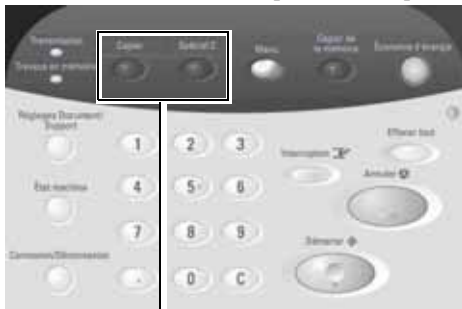 Transmission
Travaux en mémoire
Copier
Spécial 2
Menu
Copier de
la mémoire
Économie d'énergie
Réglages Document/
Support
État machine
Connexion/Déconnexion
1
2
3
4
5
6
7
8
9
0
C
Interruption
Effacer tout
Annuler
Démarrer